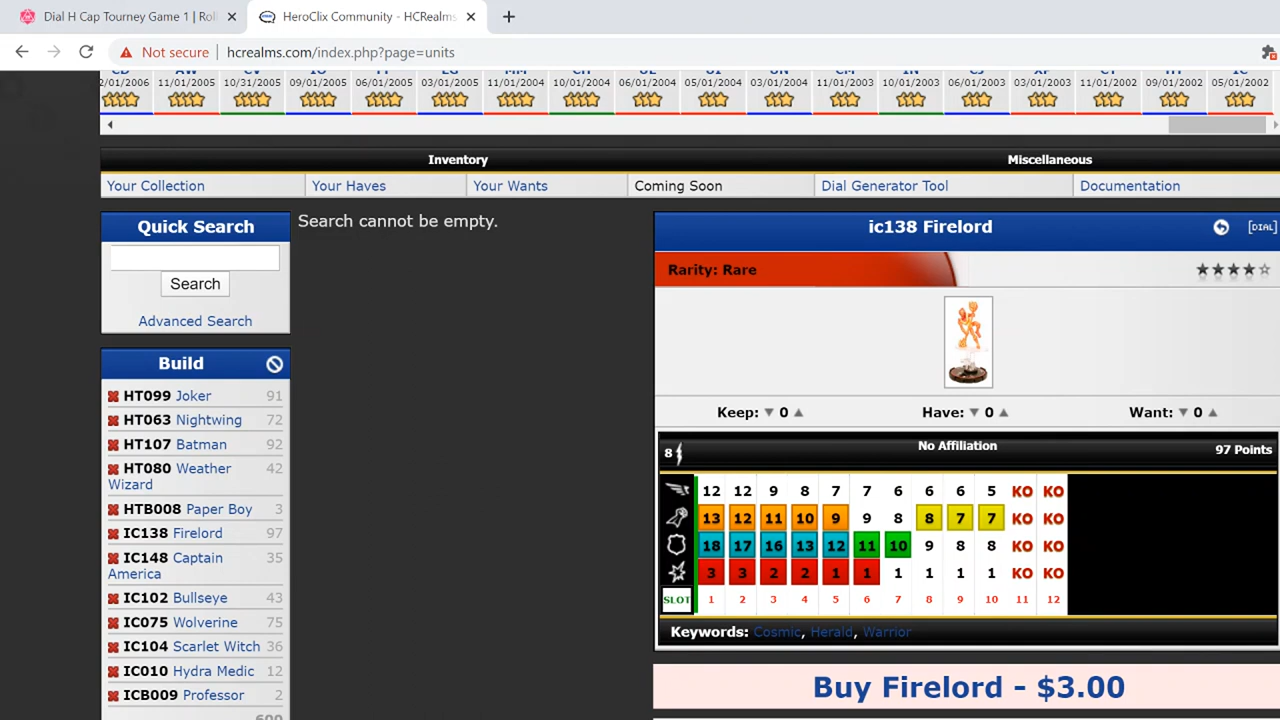 Dial H Cap Tourney Game 1 | Rol
HeroClix Community - HCRealms
Not secure | hcrealms.com/index.php?page=units
2/01/2006 11/01/2005 10/31/2005 09/01/2005 06/01/2005 03/01/2005 11/01/2004 10/01/2004 06/01/2004 05/01/2004 03/01/2004 11/01/2003 10/01/2003 06/01/2003 03/01/2003 11/01/2002 09/01/2002 05/01/2002
Inventory Miscellaneous
Your Collection Your Haves Your Wants Coming Soon Dial Generator Tool Documentation
Quick Search
Search
Advanced Search
Search cannot be empty.
Build
HT099 Joker 91
HT063 Nightwing 72
HT107 Batman 92
HT080 Weather 42
Wizard
HTB008 Paper Boy 3
IC138 Firelord 97
IC148 Captain 35
America
IC102 Bullseye 43
IC075 Wolverine 75
IC104 Scarlet Witch 36
IC010 Hydra Medic 12
ICB009 Professor 2
600
ic138 Firelord [DIAL]
Rarity: Rare
Keep: 0 Have: 0 Want: 0
8 No Affiliation 97 Points
12 12 9 8 7 7 6 6 6 5 KO KO
13 12 11 10 9 9 8 8 7 7 KO KO
18 17 16 13 12 11 10 9 8 8 KO KO
3 3 2 2 1 1 1 1 1 1 KO KO
SLOT 1 2 3 4 5 6 7 8 9 10 11 12
Keywords: Cosmic, Herald, Warrior
Buy Firelord - $3.00